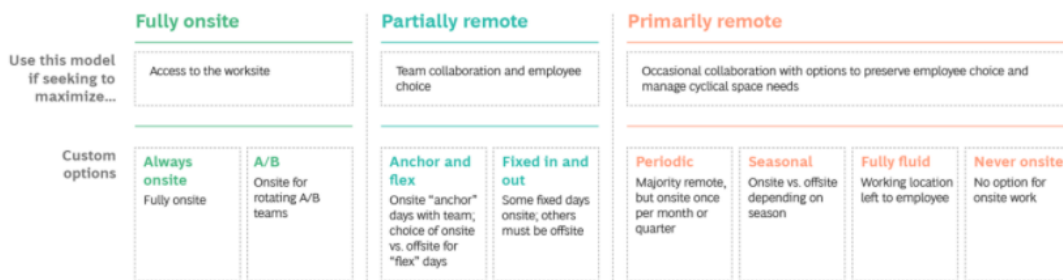 Fully onsite
Partially remote
Primarily remote
Use this model
if seeking to
maximize...
Access to the worksite
Team collaboration and employee
choice
Occasional collaboration with options to preserve employee choice and
manage cyclical space needs
Custom
options
Always
onsite
Fully onsite
A/B
Onsite for
rotating A/B
teams
Anchor and
flex
Onsite “anchor”
days with team;
choice of onsite
vs. offsite for
“flex” days
Fixed in and
out
Some fixed days
onsite; others
must be offsite
Periodic
Majority remote,
but onsite once
per month or
quarter
Seasonal
Onsite vs. offsite
depending on
season
Fully fluid
Working location
left to employee
Never onsite
No option for
onsite work